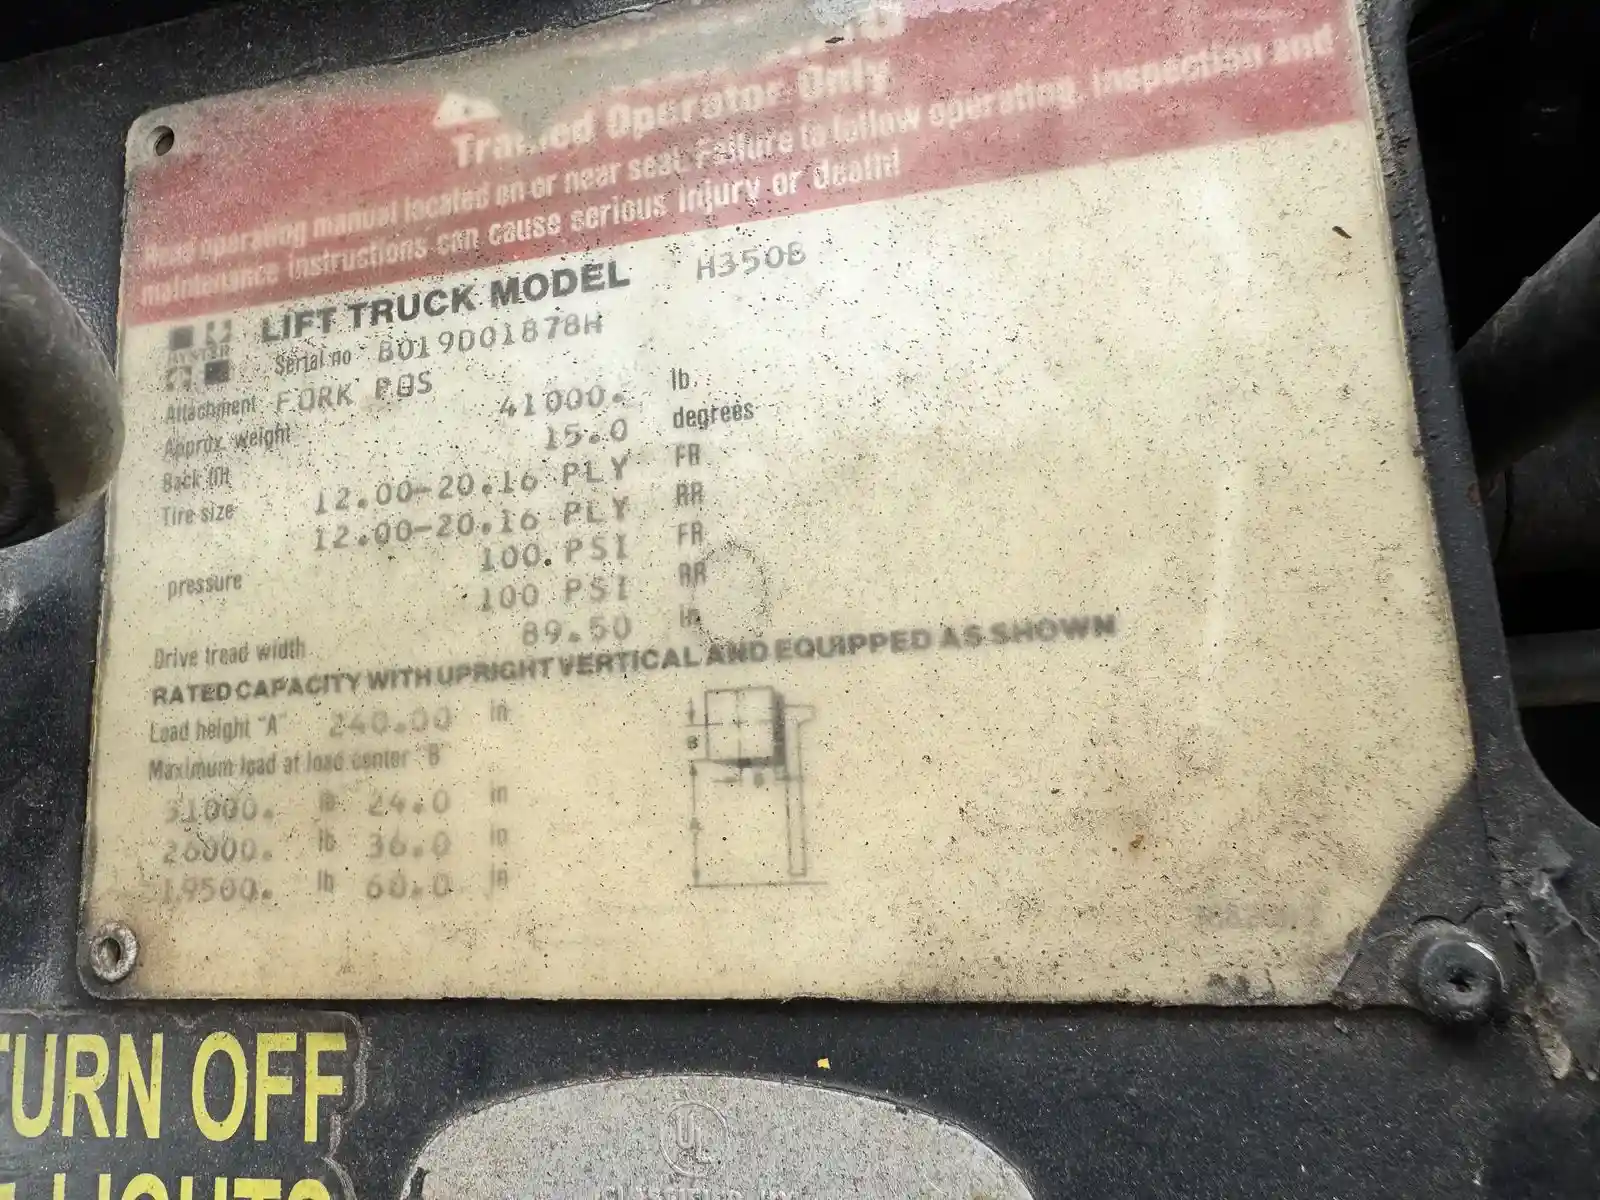 Trained Operator Only
Read operating manual located on or near seat. Failure to follow operating, inspection and
maintenance instructions can cause serious injury or death!
HYSTER
LIFT TRUCK MODEL H350B
Serial no B019D01878H
Attachment FORK POS
Approx. weight 41000. lb.
Back tilt 15.0 degrees
Tire size 12.00-20.16 PLY FR
12.00-20.16 PLY RR
pressure 100. PSI FR
100 PSI RR
Drive tread width 89.50 in
RATED CAPACITY WITH UPRIGHT VERTICAL AND EQUIPPED AS SHOWN
Load height "A" 240.00 in
Maximum load at load center "B"
31000. lb 24.0 in
26000. lb 36.0 in
19500. lb 60.0 in
B
B
A
TURN OFF
LIGHTS
UL